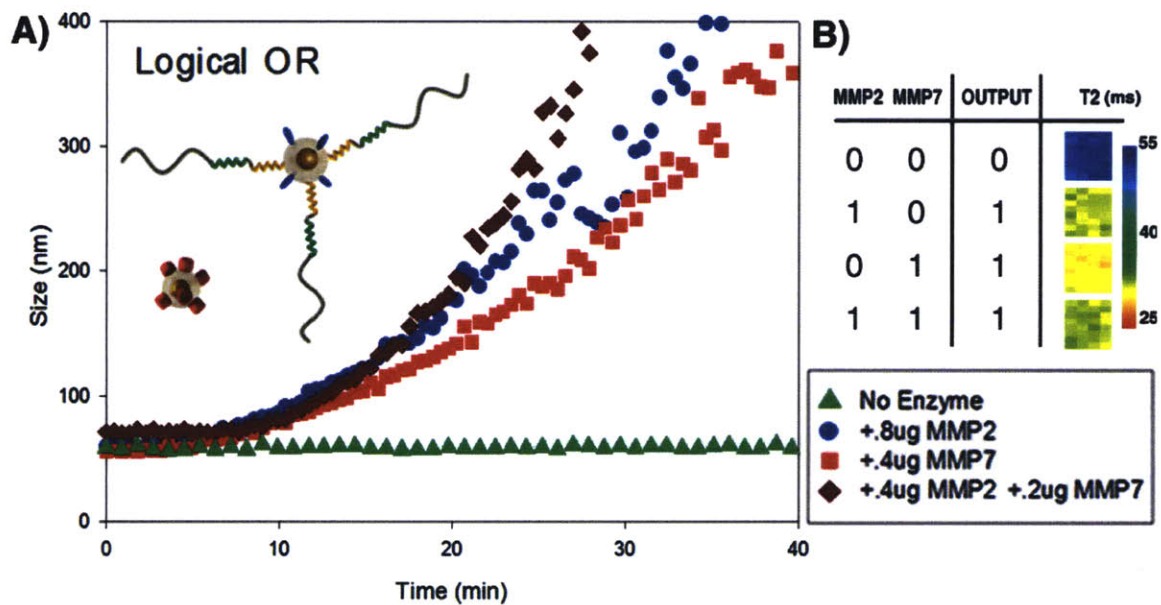 A)
Logical OR
Size (nm)
400
300
200
100
0
0 10 20 30 40
Time (min)
B)
MMP2 MMP7 OUTPUT T2 (ms)
0 0 0
1 0 1
0 1 1
1 1 1
55
40
25
No Enzyme
+.8ug MMP2
+.4ug MMP7
+.4ug MMP2 +.2ug MMP7